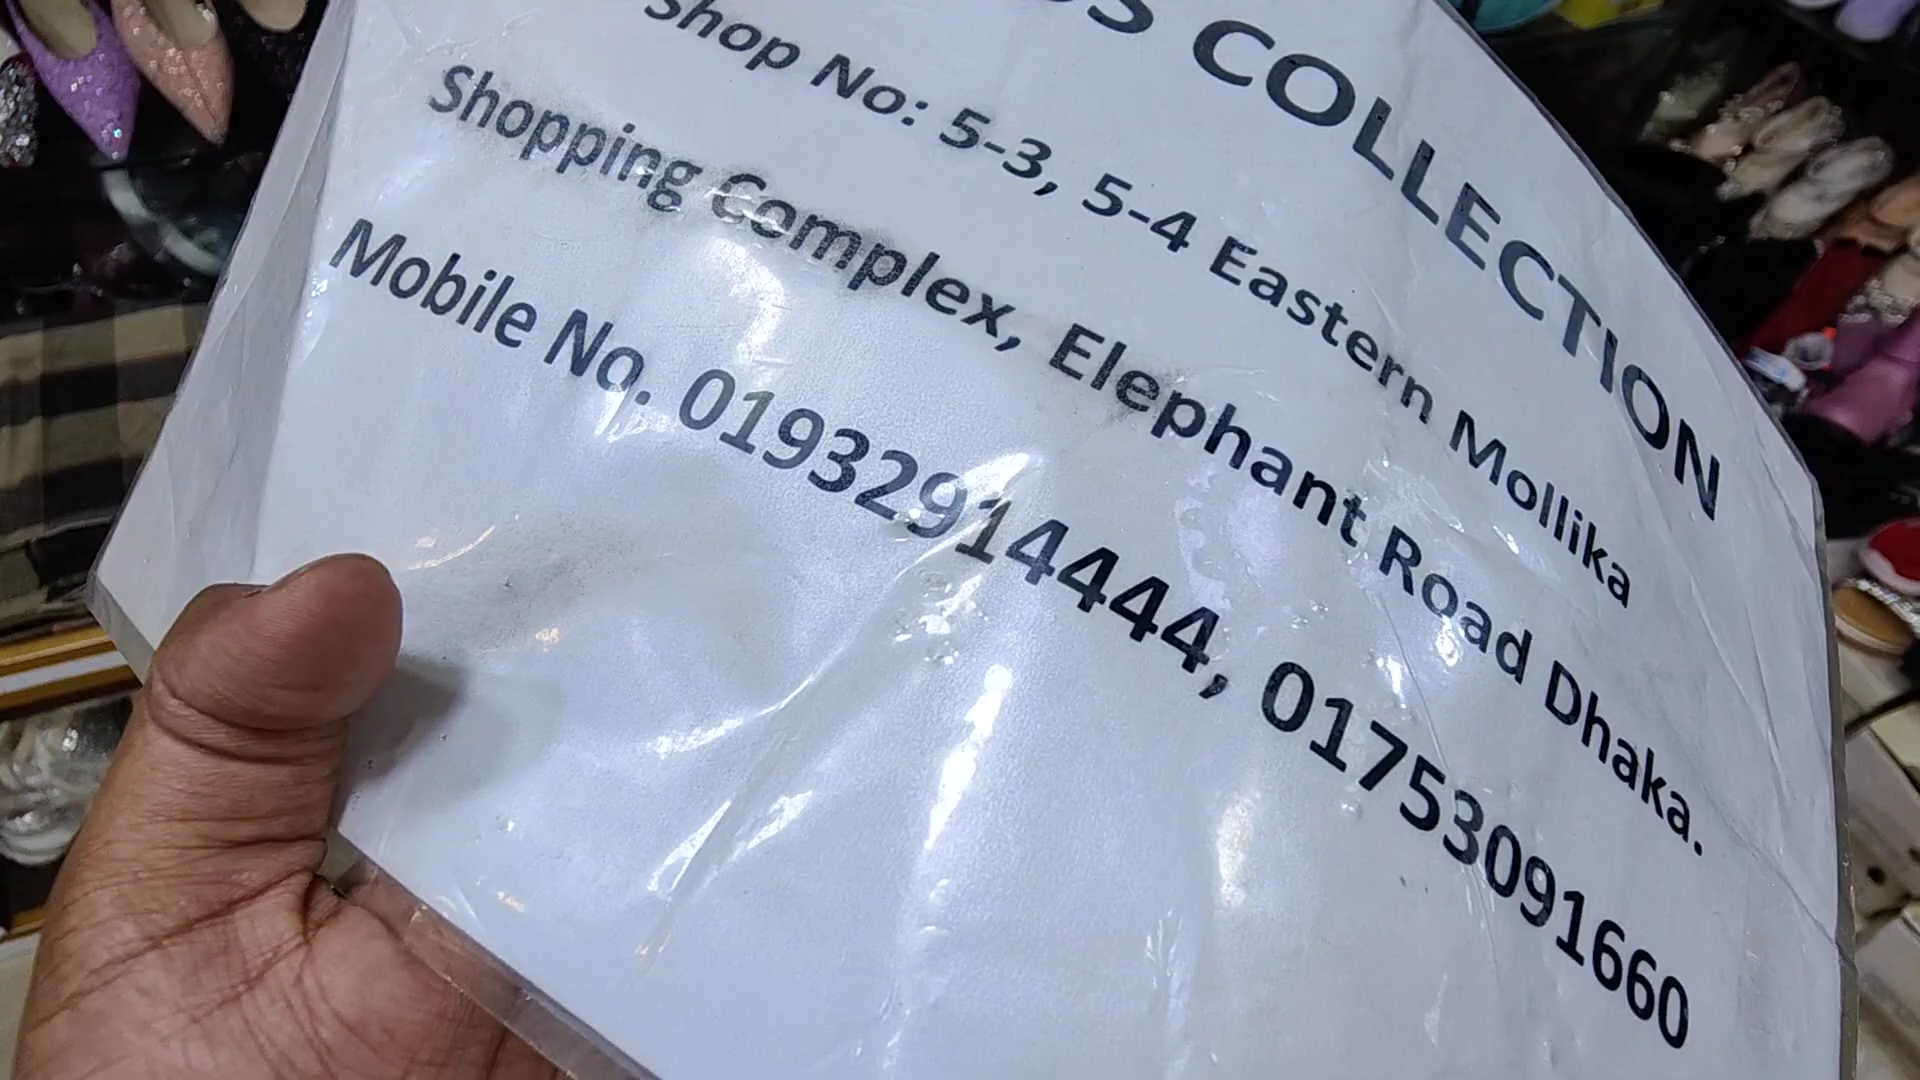 COLLECTION
Shop No: 5-3, 5-4 Eastern Mollika
Shopping Complex, Elephant Road Dhaka.
Mobile No. 01932914444, 01753091660